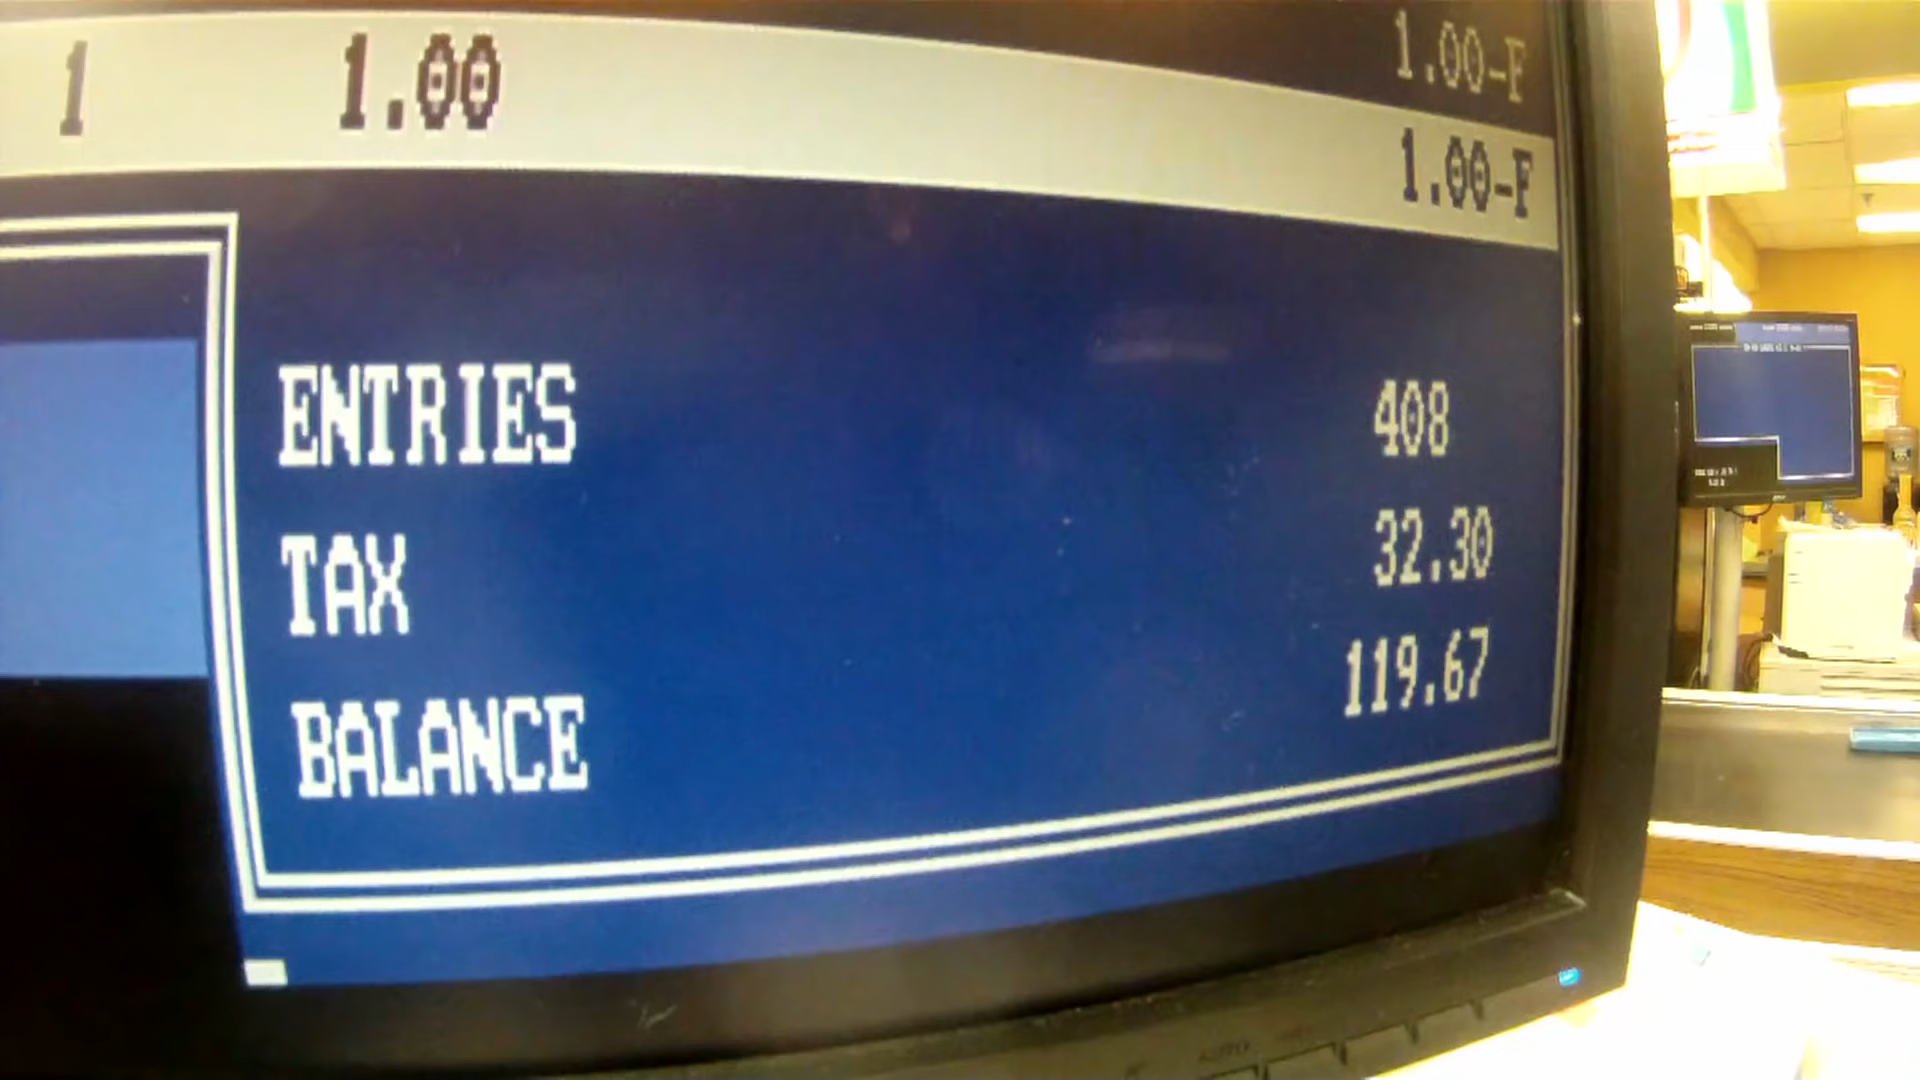 1.00-F
1 1.00 1.00-F
ENTRIES 408
TAX 32.30
BALANCE 119.67